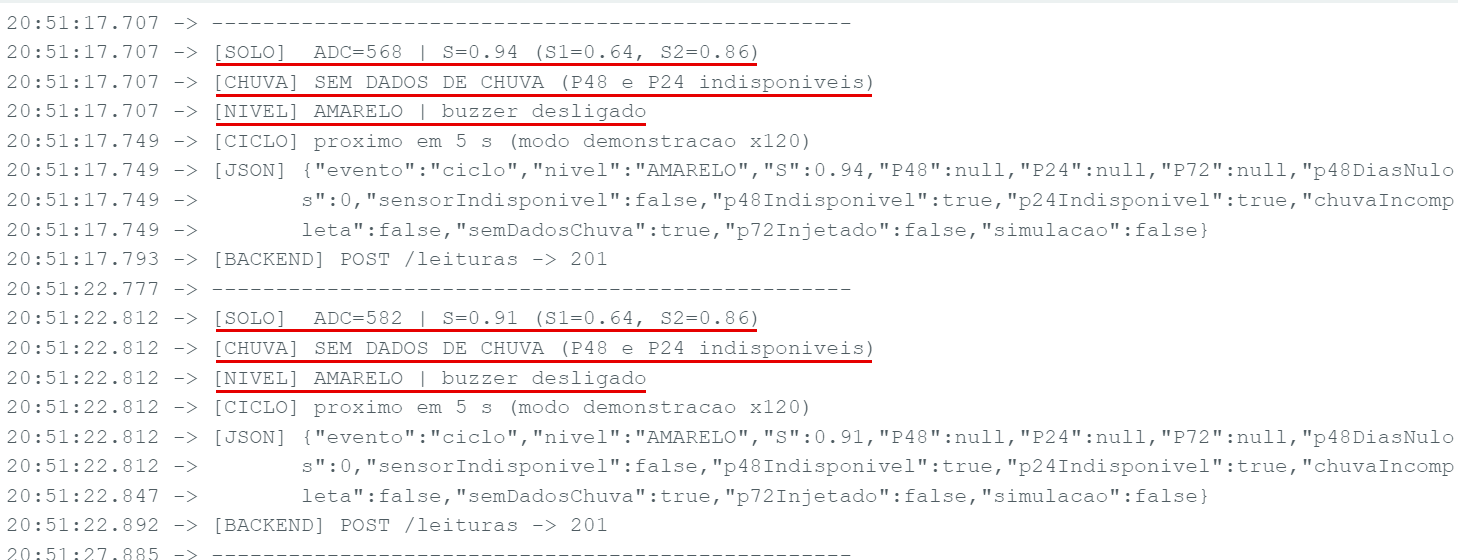 20:51:17.707 -> --------------------------------------------------
20:51:17.707 -> [SOLO]  ADC=568 | S=0.94 (S1=0.64, S2=0.86)
20:51:17.707 -> [CHUVA] SEM DADOS DE CHUVA (P48 e P24 indisponiveis)
20:51:17.707 -> [NIVEL] AMARELO | buzzer desligado
20:51:17.749 -> [CICLO] proximo em 5 s (modo demonstracao x120)
20:51:17.749 -> [JSON] {"evento":"ciclo","nivel":"AMARELO","S":0.94,"P48":null,"P24":null,"P72":null,"p48DiasNulo
20:51:17.749 ->        s":0,"sensorIndisponivel":false,"p48Indisponivel":true,"p24Indisponivel":true,"chuvaIncomp
20:51:17.749 ->        leta":false,"semDadosChuva":true,"p72Injetado":false,"simulacao":false}
20:51:17.793 -> [BACKEND] POST /leituras -> 201
20:51:22.777 -> --------------------------------------------------
20:51:22.812 -> [SOLO]  ADC=582 | S=0.91 (S1=0.64, S2=0.86)
20:51:22.812 -> [CHUVA] SEM DADOS DE CHUVA (P48 e P24 indisponiveis)
20:51:22.812 -> [NIVEL] AMARELO | buzzer desligado
20:51:22.812 -> [CICLO] proximo em 5 s (modo demonstracao x120)
20:51:22.812 -> [JSON] {"evento":"ciclo","nivel":"AMARELO","S":0.91,"P48":null,"P24":null,"P72":null,"p48DiasNulo
20:51:22.812 ->        s":0,"sensorIndisponivel":false,"p48Indisponivel":true,"p24Indisponivel":true,"chuvaIncomp
20:51:22.847 ->        leta":false,"semDadosChuva":true,"p72Injetado":false,"simulacao":false}
20:51:22.892 -> [BACKEND] POST /leituras -> 201
20:51:27.885 -> --------------------------------------------------